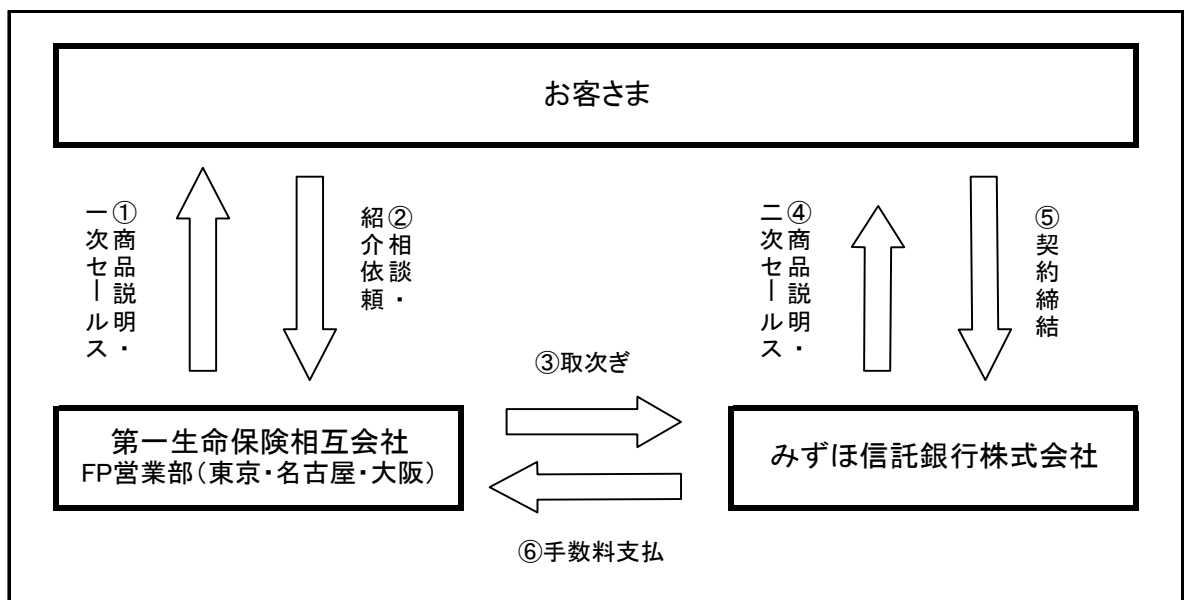 お客さま
①商品説明・
一次セールス
②相談・
紹介依頼
④商品説明・
二次セールス
⑤契約締結
③取次ぎ
第一生命保険相互会社
FP営業部(東京・名古屋・大阪)
みずほ信託銀行株式会社
⑥手数料支払